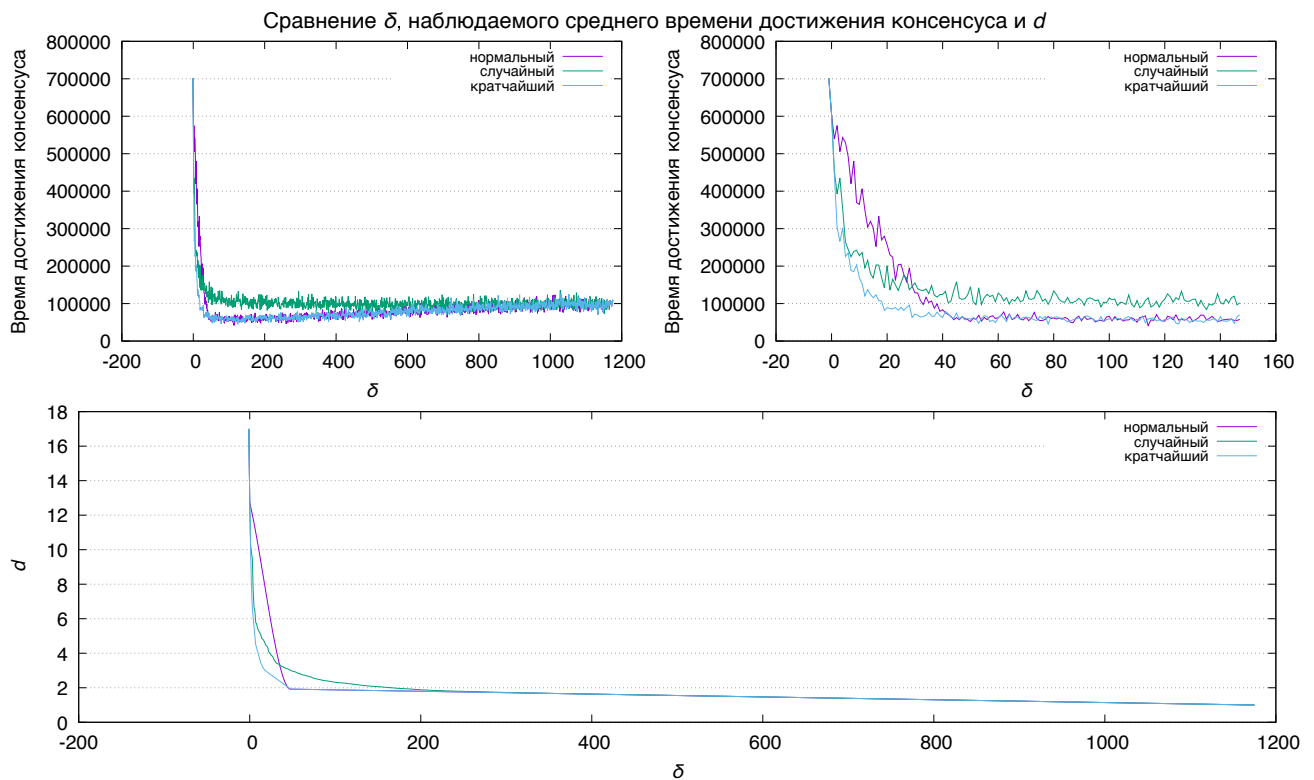 Сравнение δ, наблюдаемого среднего времени достижения консенсуса и d
Время достижения консенсуса
800000
700000
600000
500000
400000
300000
200000
100000
0
-200 0 200 400 600 800 1000 1200
δ
нормальный
случайный
кратчайший
Время достижения консенсуса
800000
700000
600000
500000
400000
300000
200000
100000
0
-20 0 20 40 60 80 100 120 140 160
δ
нормальный
случайный
кратчайший
d
18
16
14
12
10
8
6
4
2
0
-200 0 200 400 600 800 1000 1200
δ
нормальный
случайный
кратчайший